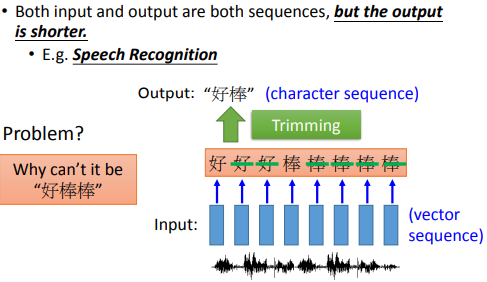 • Both input and output are both sequences, but the output
is shorter.
• E.g. Speech Recognition
Output: “好棒” (character sequence)
Trimming
Problem?
Why can't it be
“好棒棒”
好 好 好 棒 棒 棒 棒 棒
Input:
(vector
sequence)